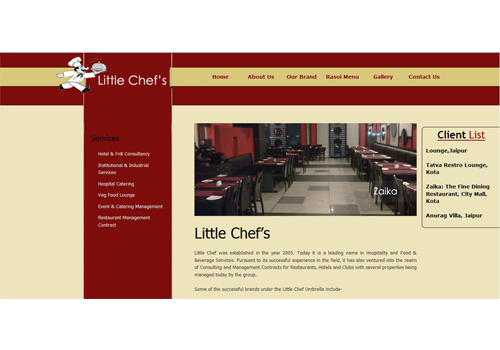 Little Chef's
Home
About Us
Our Brand
Rasoi Menu
Gallery
Contact Us
Services
Hotel & FnB Consultancy
Institutional & Industrial
Services
Hospital Catering
Veg Food Lounge
Event & Catering Management
Restaurant Management
Contract
Zaika
Little Chef's
Little Chef was established in the year 2005. Today it is a leading name in Hospitality and Food &
Beverage Services. Pursuant to its successful experience in the field, it has also ventured into the realm
of Consulting and Management Contracts for Restaurants, Hotels and Clubs with several properties being
managed today by the group.
Some of the successful brands under the Little Chef Umbrella include-
Client List
Lounge,Jaipur
Tatva Restro Lounge,
Kota
Zaika: The Fine Dining
Restaurant, City Mall,
Kota
Anurag Villa, Jaipur